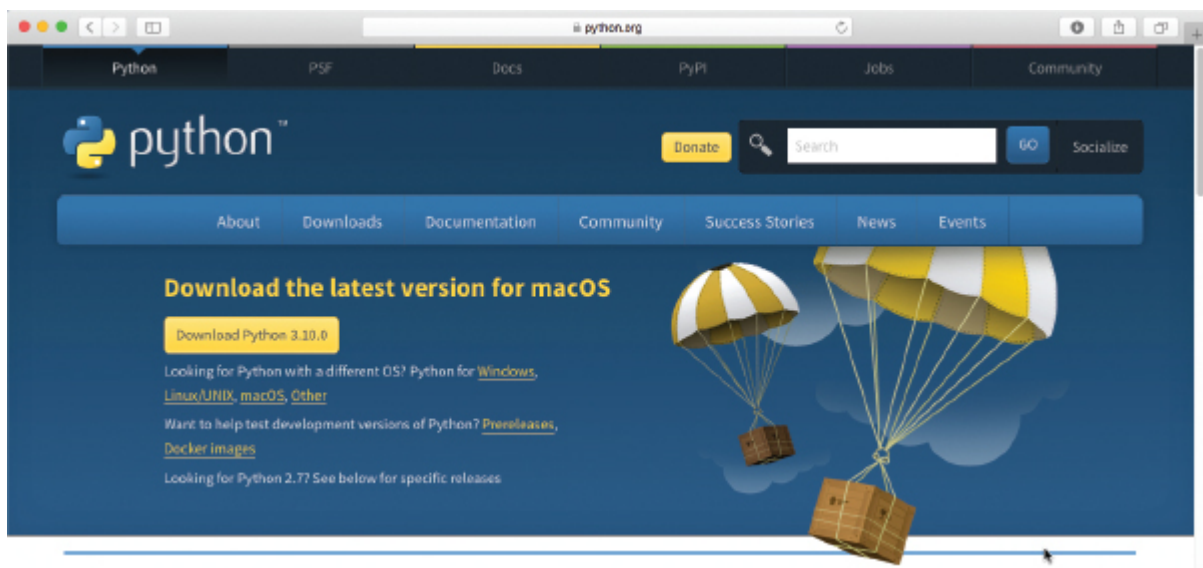 python.org
Python PSF Docs PyPI Jobs Community
python™
Donate Search GO Socialize
About Downloads Documentation Community Success Stories News Events
Download the latest version for macOS
Download Python 3.10.0
Looking for Python with a different OS? Python for Windows,
Linux/UNIX, macOS, Other
Want to help test development versions of Python? Prereleases,
Docker images
Looking for Python 2.7? See below for specific releases